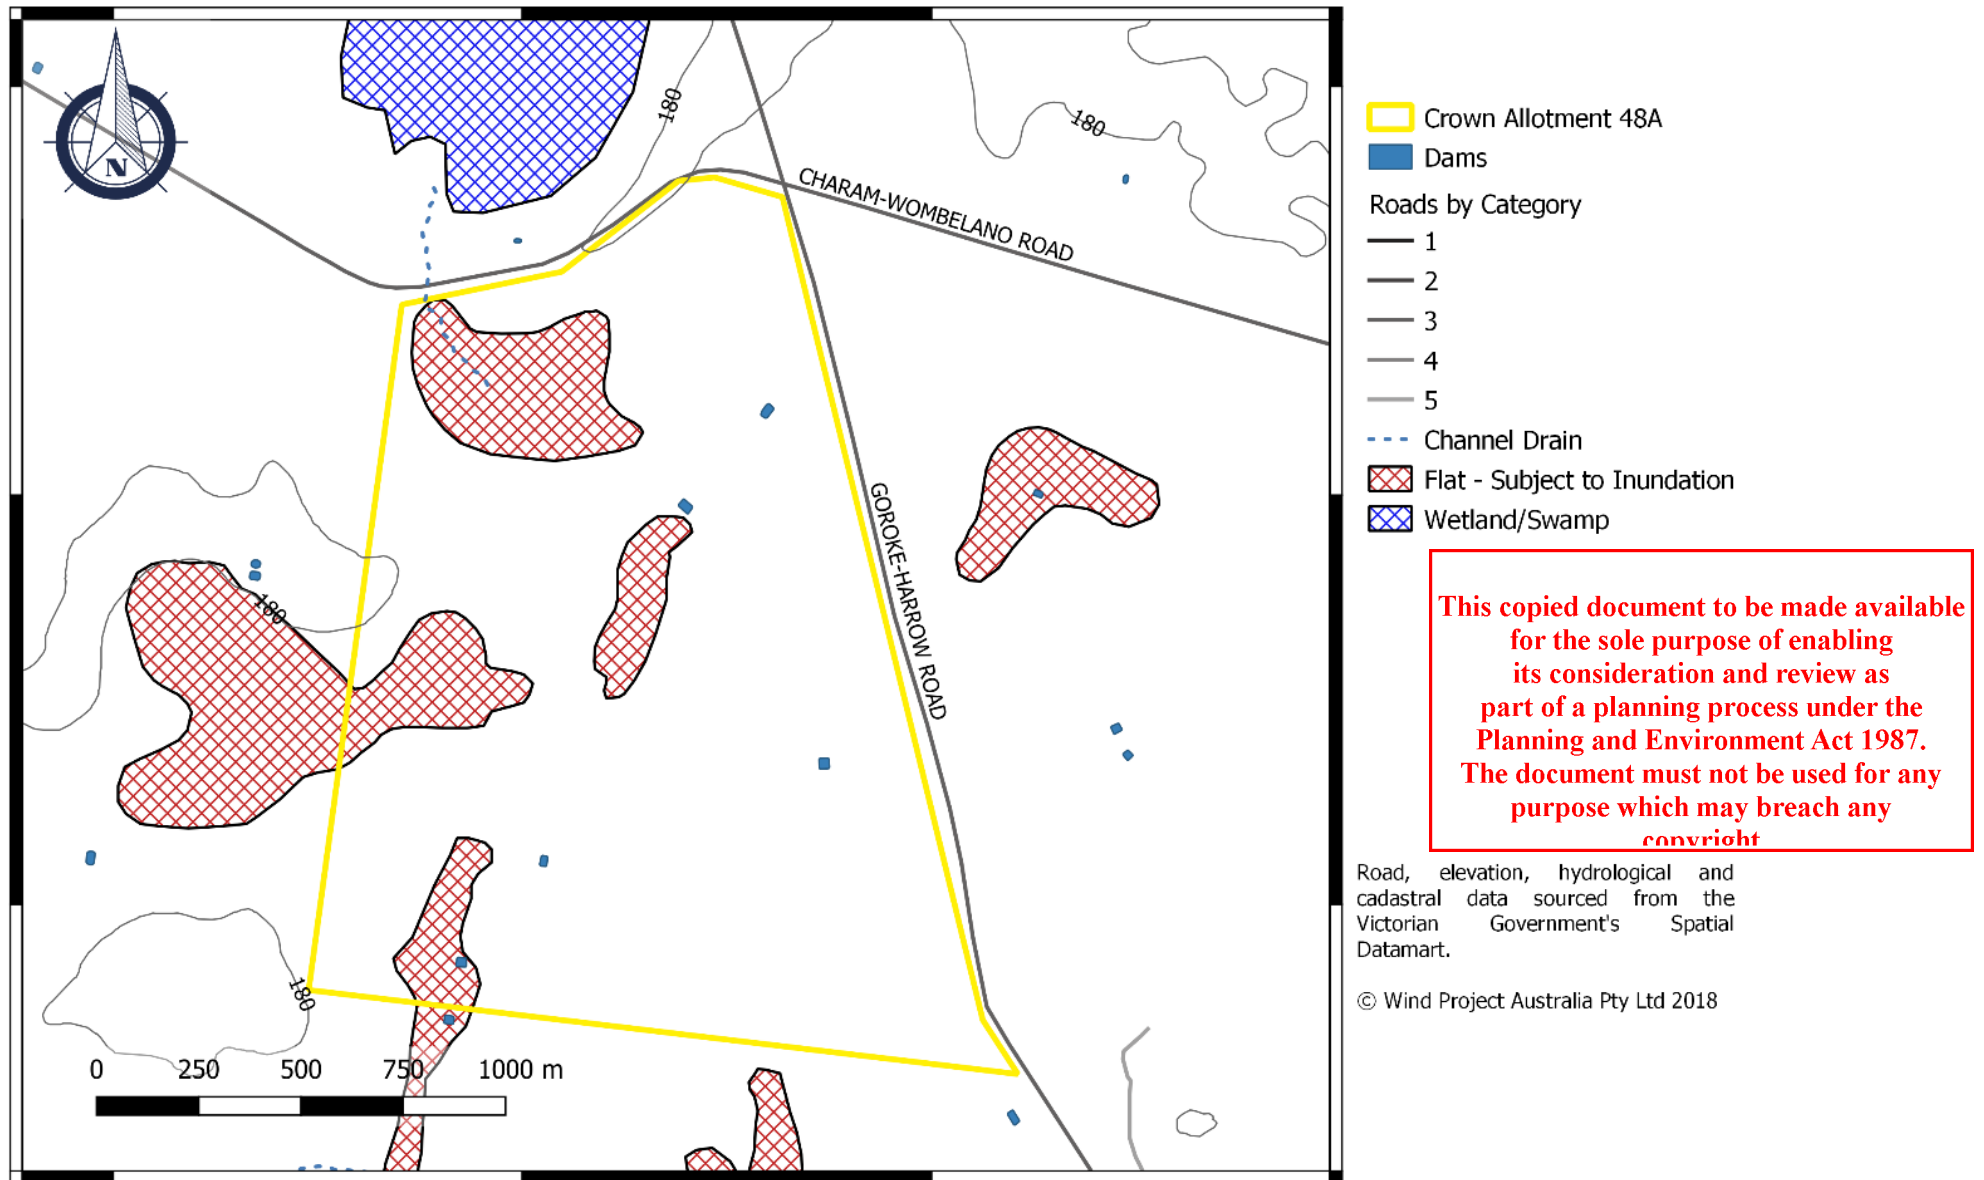 N
180
180
CHARAM-WOMBELANO ROAD
GOROKE-HARROW ROAD
180
180
0 250 500 750 1000 m
Crown Allotment 48A
Dams
Roads by Category
1
2
3
4
5
Channel Drain
Flat - Subject to Inundation
Wetland/Swamp
This copied document to be made available
for the sole purpose of enabling
its consideration and review as
part of a planning process under the
Planning and Environment Act 1987.
The document must not be used for any
purpose which may breach any
copyright
Road, elevation, hydrological and
cadastral data sourced from the
Victorian Government's Spatial
Datamart.
© Wind Project Australia Pty Ltd 2018